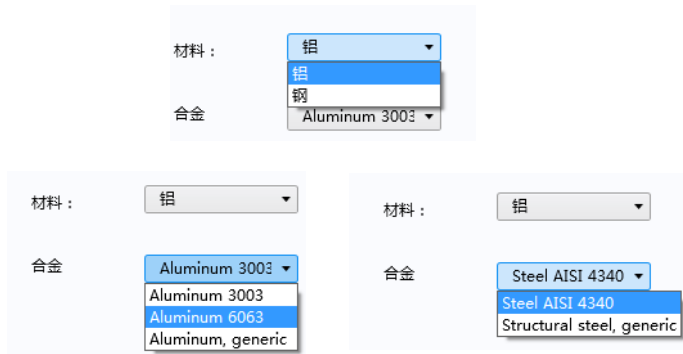 材料： 铝
铝
钢
合金 Aluminum 3003
材料： 铝
合金 Aluminum 3003
Aluminum 3003
Aluminum 6063
Aluminum, generic
材料： 铝
合金 Steel AISI 4340
Steel AISI 4340
Structural steel, generic